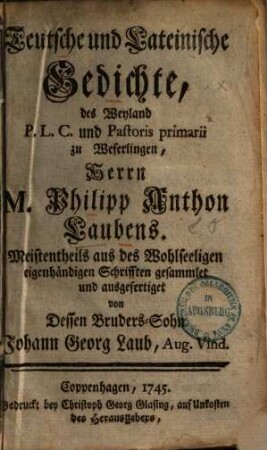 Teutsche und Lateinische
Gedichte,
des Weyland
P. L. C. und Pastoris primarii
zu Weferlingen,
Herrn
M. Philipp Anthon
Laubens.
Meistentheils aus des Wohlseeligen
eigenhändigen Schrifften gesammlet
und ausgefertiget
von
Dessen Bruders-Sohn
Johann Georg Laub, Aug. Vind.
IN
AUGSBURG
Coppenhagen, 1745.
Gedruckt bey Christoph Georg Glasing, auf Unkosten
des Herausgebers,